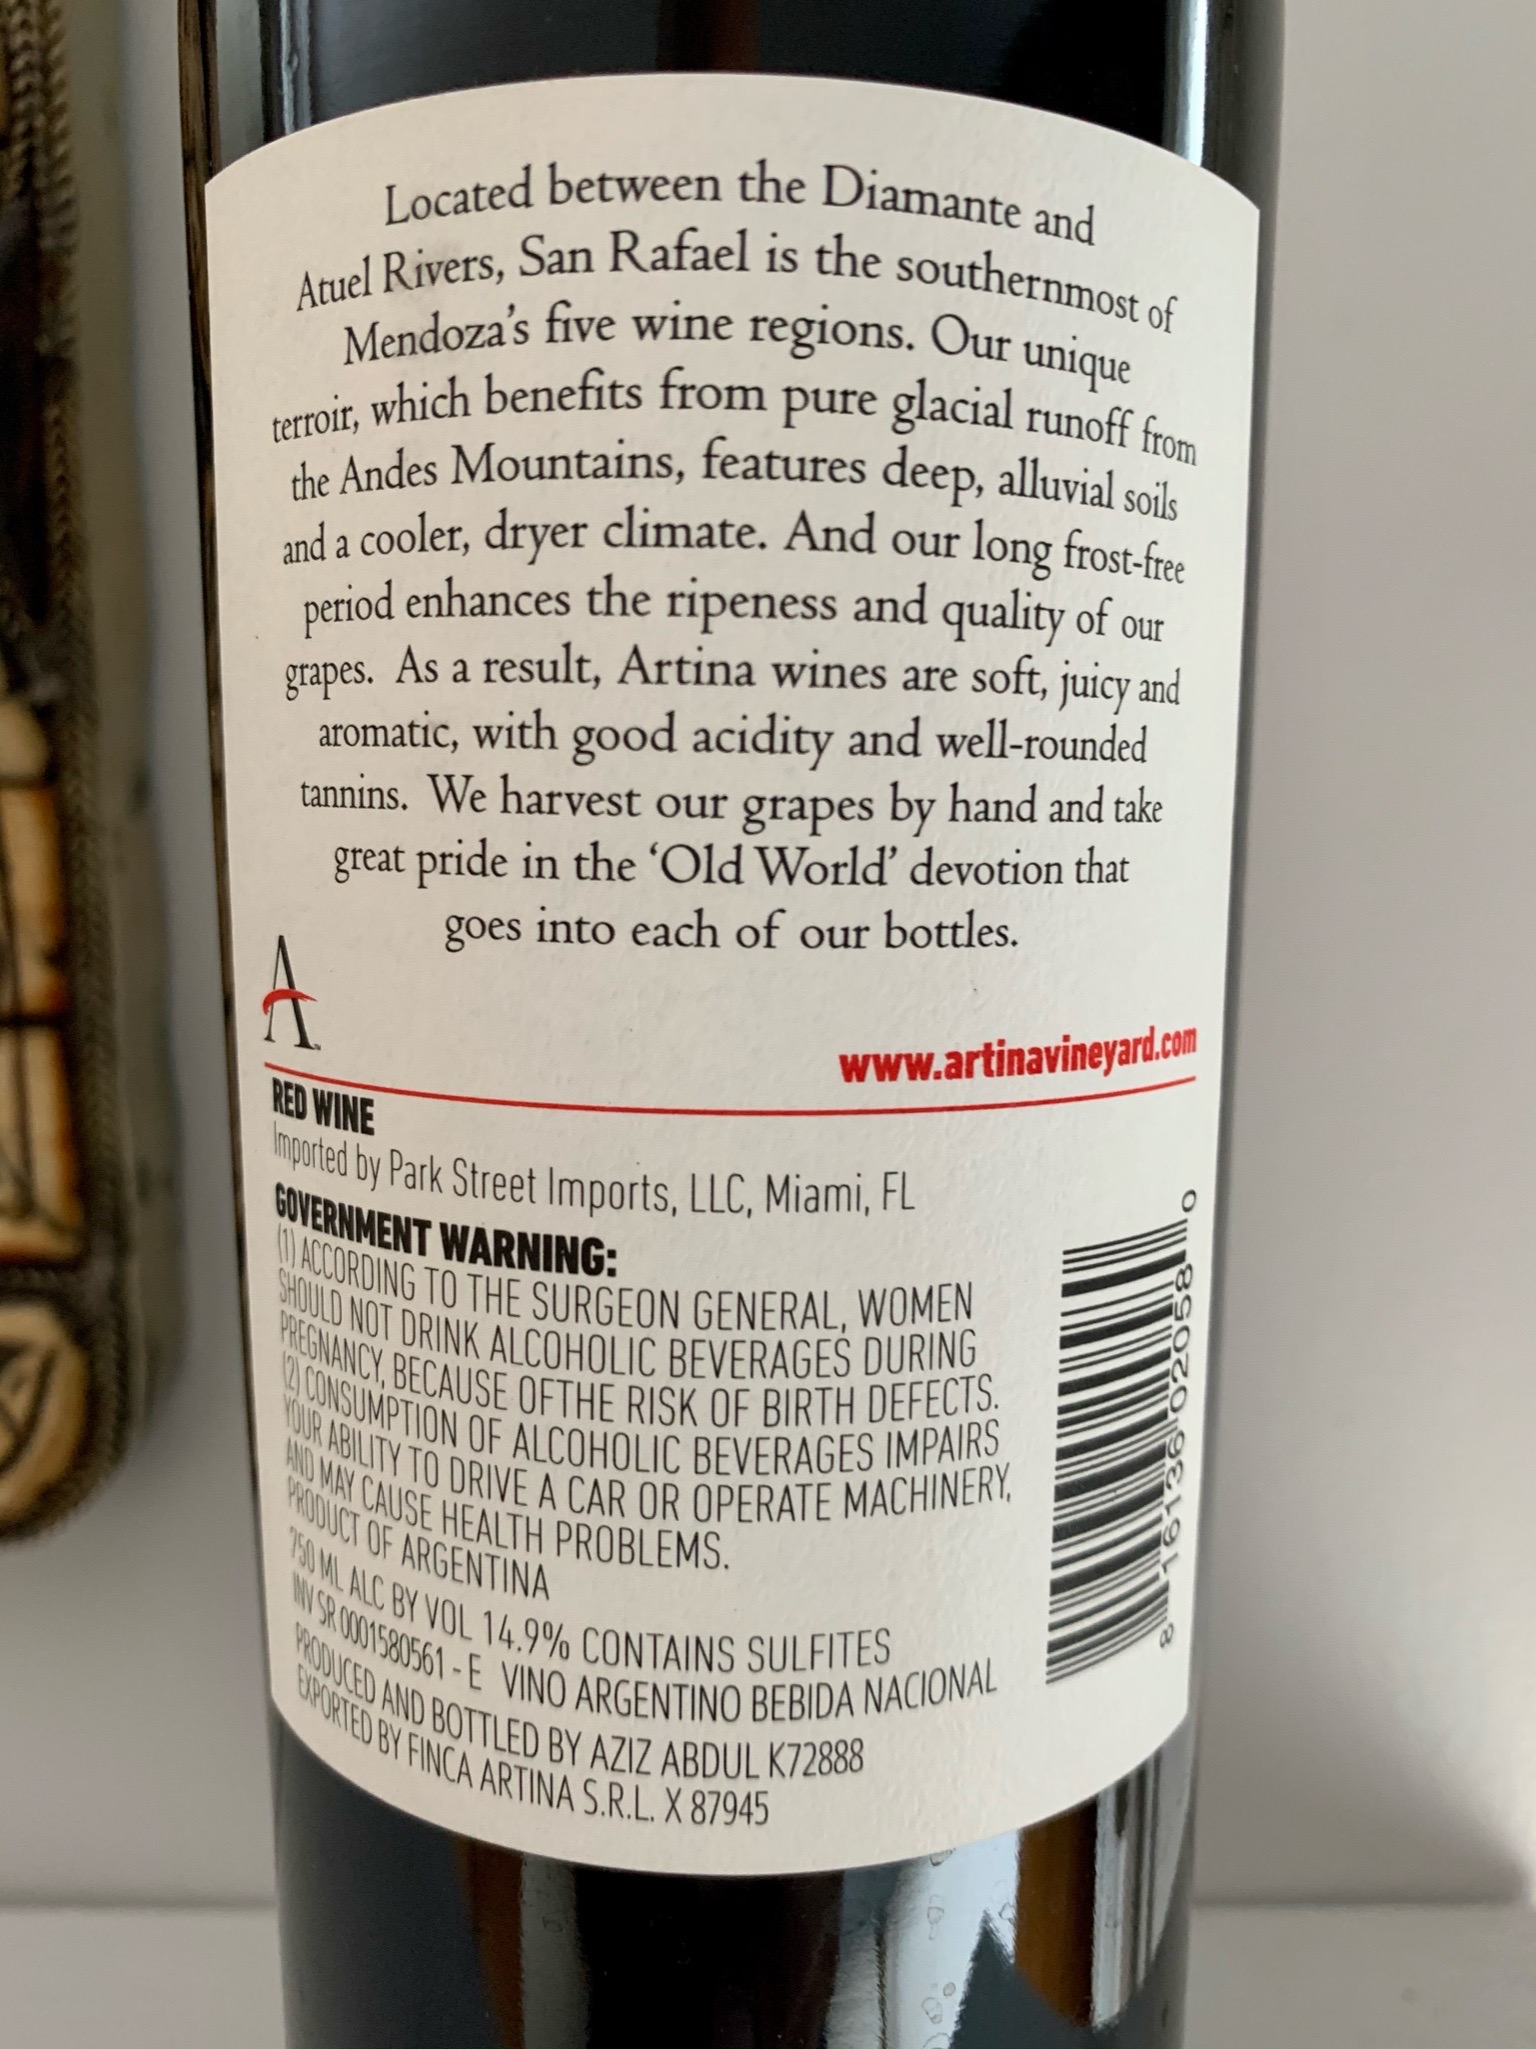 Located between the Diamante and
Atuel Rivers, San Rafael is the southernmost of
Mendoza's five wine regions. Our unique
terroir, which benefits from pure glacial runoff from
the Andes Mountains, features deep, alluvial soils
and a cooler, dryer climate. And our long frost-free
period enhances the ripeness and quality of our
grapes. As a result, Artina wines are soft, juicy and
aromatic, with good acidity and well-rounded
tannins. We harvest our grapes by hand and take
great pride in the 'Old World' devotion that
goes into each of our bottles.
A
www.artinavineyard.com
RED WINE
Imported by Park Street Imports, LLC, Miami, FL
GOVERNMENT WARNING:
(1) ACCORDING TO THE SURGEON GENERAL, WOMEN
SHOULD NOT DRINK ALCOHOLIC BEVERAGES DURING
PREGNANCY, BECAUSE OFTHE RISK OF BIRTH DEFECTS.
(2) CONSUMPTION OF ALCOHOLIC BEVERAGES IMPAIRS
YOUR ABILITY TO DRIVE A CAR OR OPERATE MACHINERY,
AND MAY CAUSE HEALTH PROBLEMS.
PRODUCT OF ARGENTINA
750 ML ALC BY VOL 14.9% CONTAINS SULFITES
INV SR 0001580561 - E VINO ARGENTINO BEBIDA NACIONAL
PRODUCED AND BOTTLED BY AZIZ ABDUL K72888
EXPORTED BY FINCA ARTINA S.R.L. X 87945
8 16136 02058 0